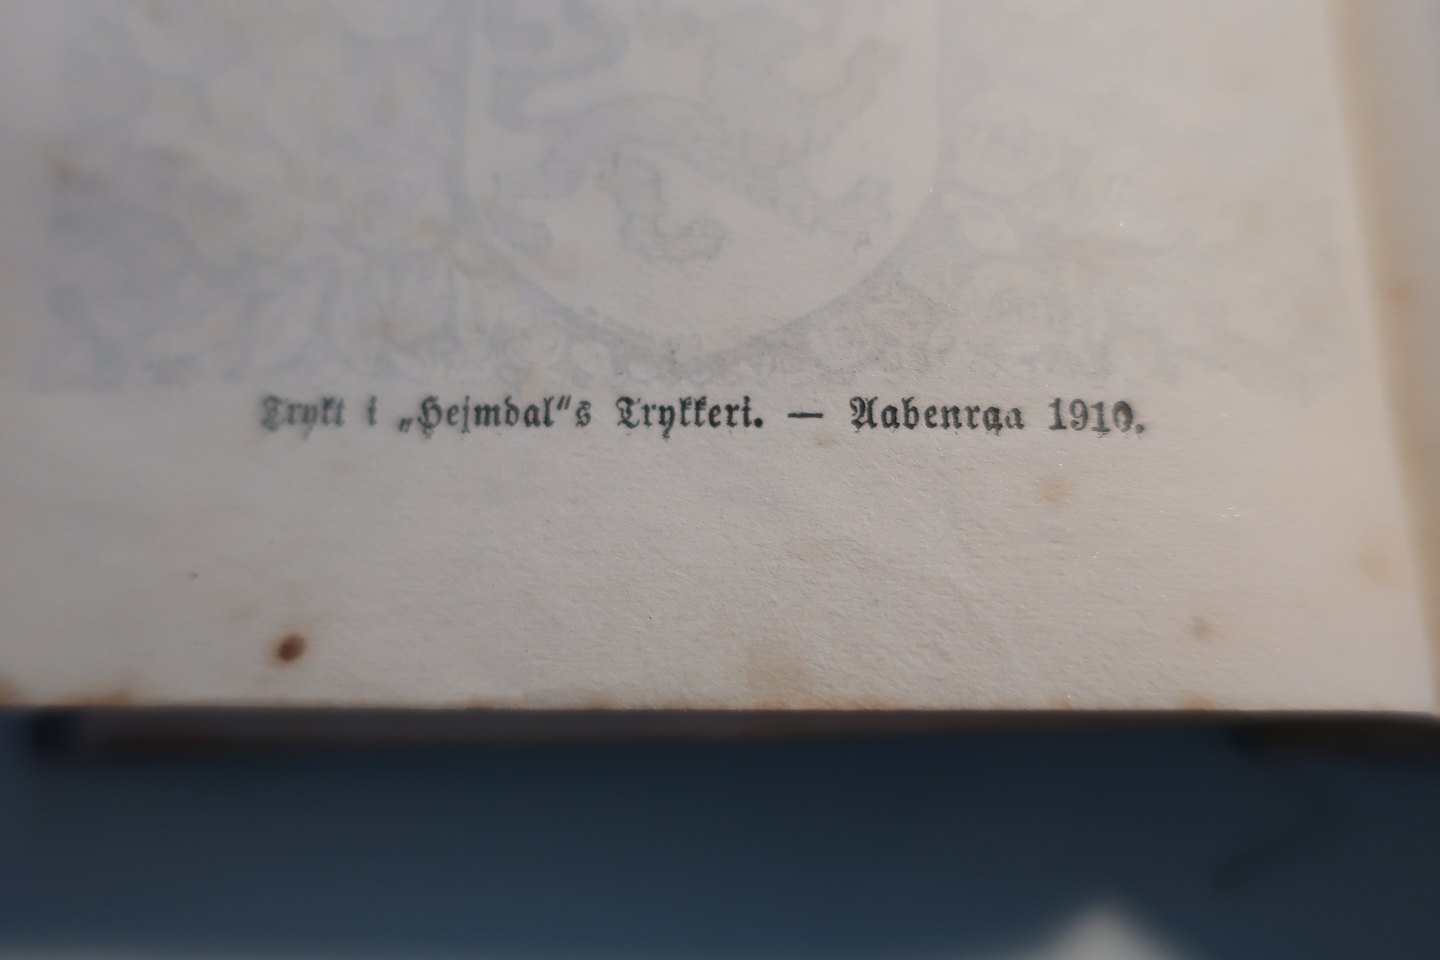 Trykt i „Hejmdal“s Trykkeri. — Aabenraa 1910.